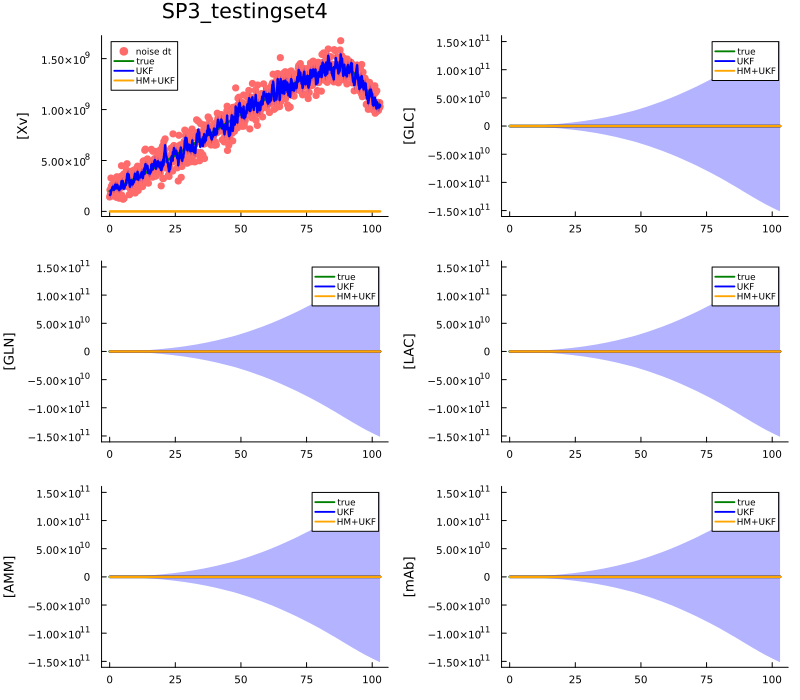 SP3_testingset4
[Xv]
1.50×10⁹
1.00×10⁹
5.00×10⁸
0
noise dt
true
UKF
HM+UKF
0 25 50 75 100
[GLC]
1.50×10¹¹
1.00×10¹¹
5.00×10¹⁰
0
−5.00×10¹⁰
−1.00×10¹¹
−1.50×10¹¹
true
UKF
HM+UKF
0 25 50 75 100
[GLN]
1.50×10¹¹
1.00×10¹¹
5.00×10¹⁰
0
−5.00×10¹⁰
−1.00×10¹¹
−1.50×10¹¹
true
UKF
HM+UKF
0 25 50 75 100
[LAC]
1.50×10¹¹
1.00×10¹¹
5.00×10¹⁰
0
−5.00×10¹⁰
−1.00×10¹¹
−1.50×10¹¹
true
UKF
HM+UKF
0 25 50 75 100
[AMM]
1.50×10¹¹
1.00×10¹¹
5.00×10¹⁰
0
−5.00×10¹⁰
−1.00×10¹¹
−1.50×10¹¹
true
UKF
HM+UKF
0 25 50 75 100
[mAb]
1.50×10¹¹
1.00×10¹¹
5.00×10¹⁰
0
−5.00×10¹⁰
−1.00×10¹¹
−1.50×10¹¹
true
UKF
HM+UKF
0 25 50 75 100